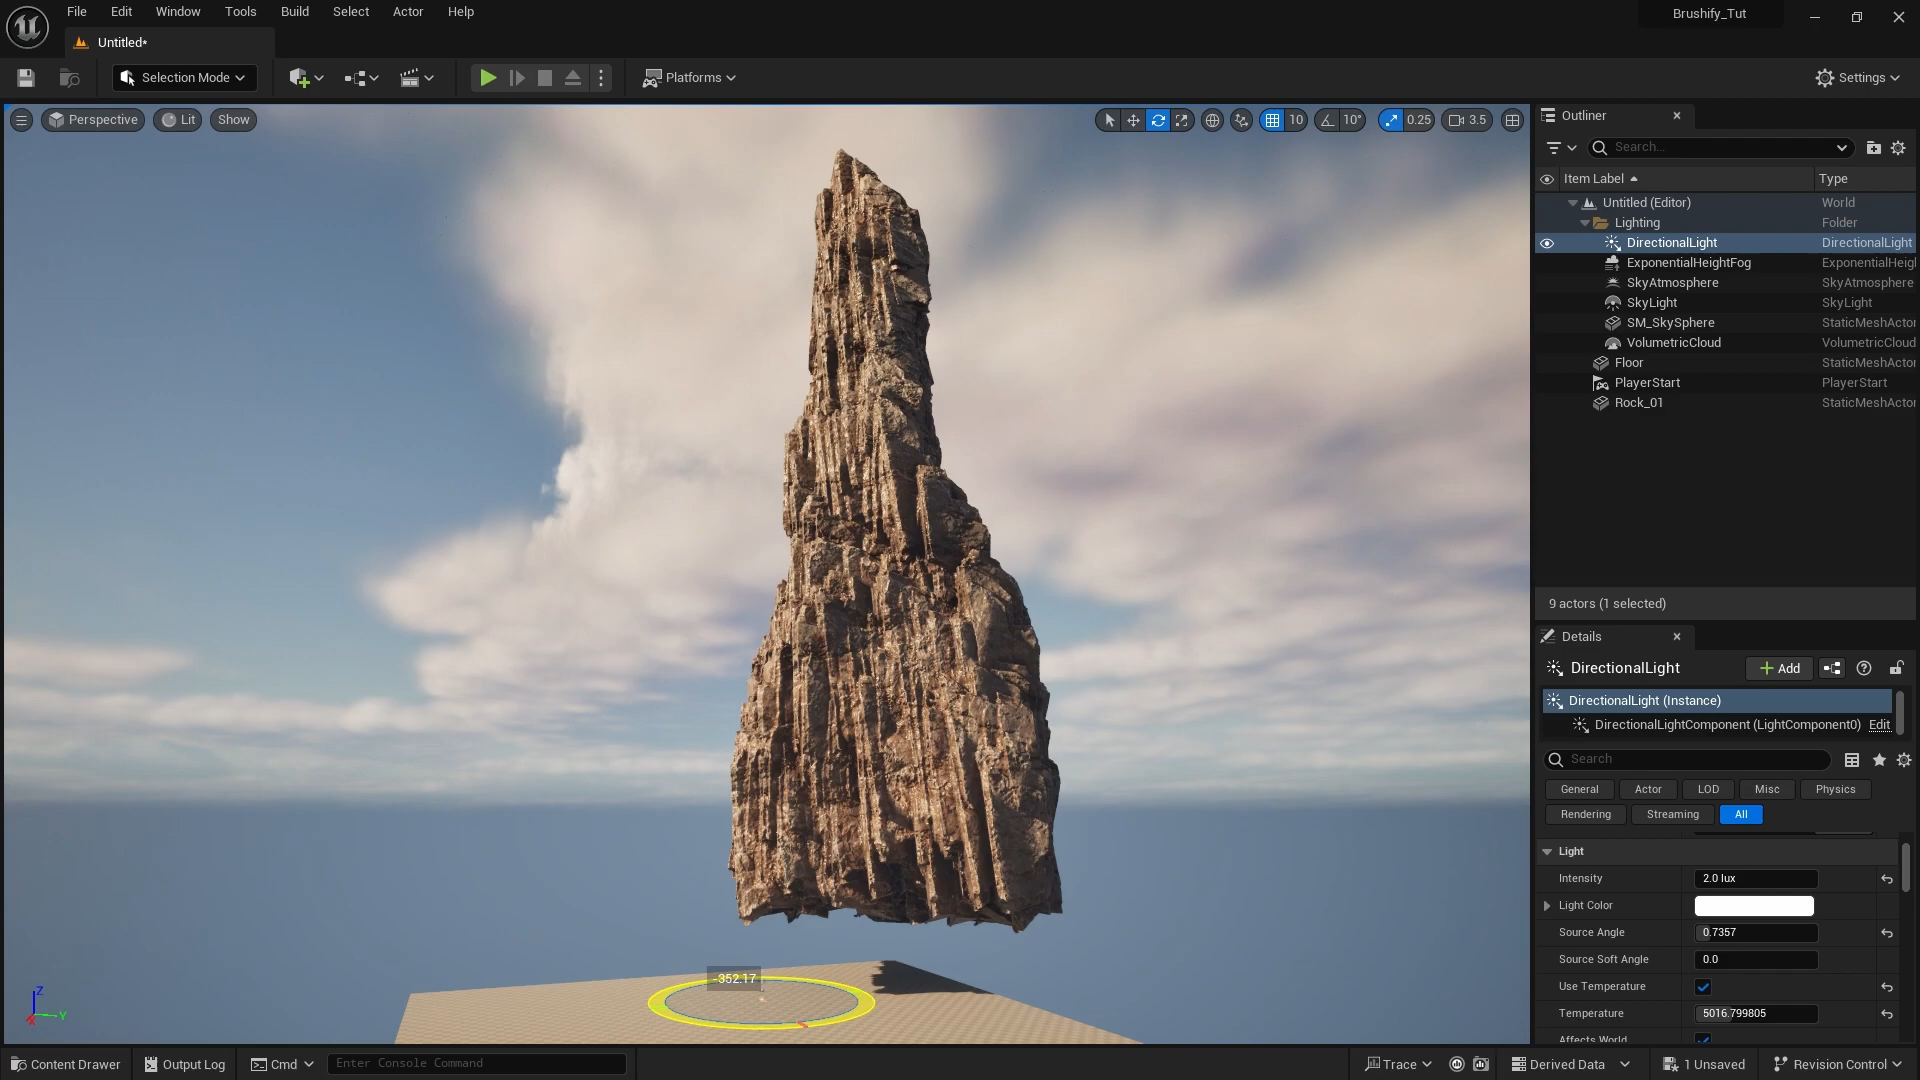 File Edit Window Tools Build Select Actor Help
Brushify_Tut
Untitled*
Selection Mode
Platforms
Settings
Perspective Lit Show
10 10° 0.25 3.5
Outliner
Search...
Item Label Type
Untitled (Editor) World
Lighting Folder
DirectionalLight DirectionalLight
ExponentialHeightFog ExponentialHeigl
SkyAtmosphere SkyAtmosphere
SkyLight SkyLight
SM_SkySphere StaticMeshActor
VolumetricCloud VolumetricCloud
Floor StaticMeshActor
PlayerStart PlayerStart
Rock_01 StaticMeshActor
9 actors (1 selected)
Details
DirectionalLight
Add
DirectionalLight (Instance)
DirectionalLightComponent (LightComponent0) Edit
Search
General Actor LOD Misc Physics
Rendering Streaming All
Light
Intensity 2.0 lux
Light Color
Source Angle 0.7357
Source Soft Angle 0.0
Use Temperature
Temperature 5016.799805
Affects World
-352.17
Z
X Y
Content Drawer Output Log Cmd Enter Console Command
Trace Derived Data 1 Unsaved Revision Control